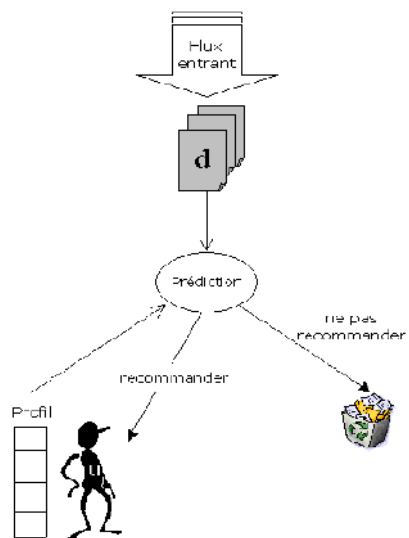 Flux
entrant
d
Prédiction
ne pas
recommander
recommander
Profil